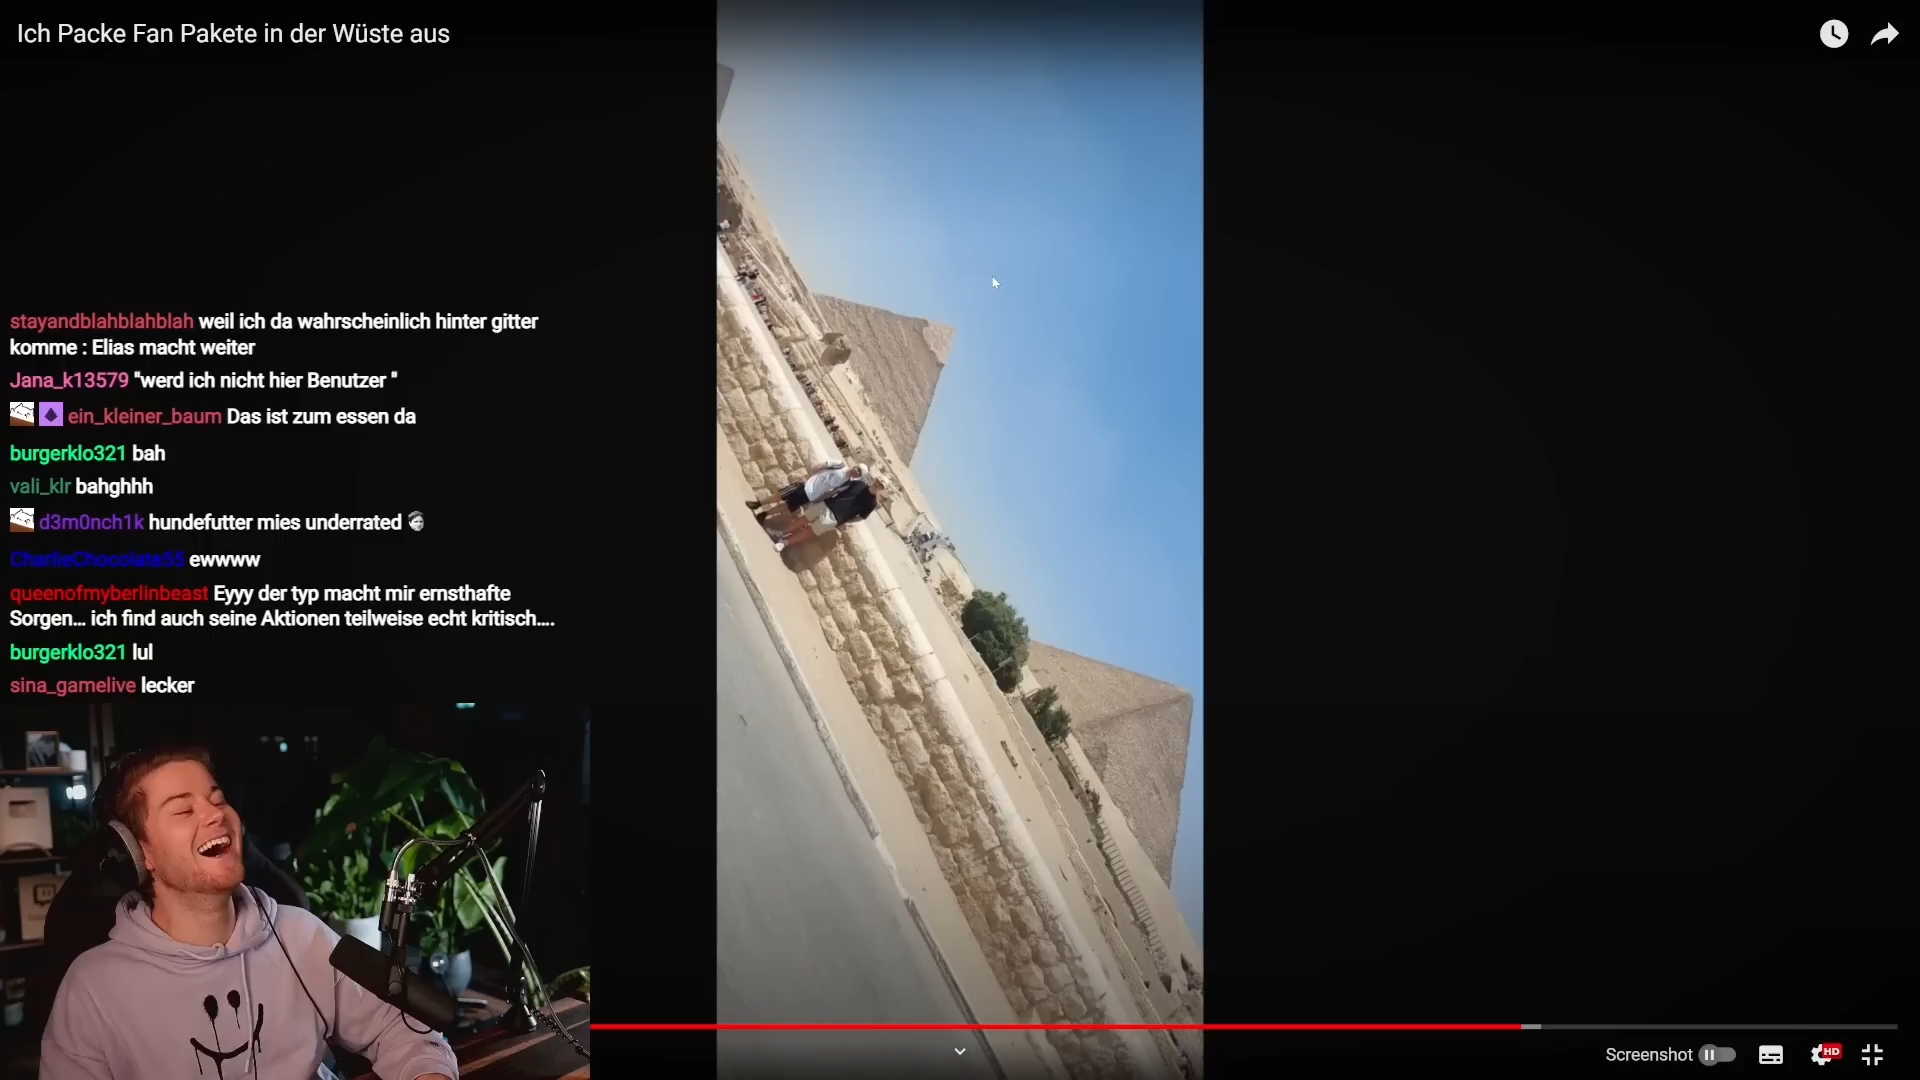 Ich Packe Fan Pakete in der Wüste aus
stayandblahblahblah weil ich da wahrscheinlich hinter gitter
komme : Elias macht weiter
Jana_k13579 "werd ich nicht hier Benutzer "
ein_kleiner_baum Das ist zum essen da
burgerklo321 bah
vali_klr bahghhh
d3m0nch1k hundefutter mies underrated
CharlieChocolate55 ewwww
queenofmyberlinbeast Eyyy der typ macht mir ernsthafte
Sorgen... ich find auch seine Aktionen teilweise echt kritisch....
burgerklo321 lul
sina_gamelive lecker
Screenshot
HD